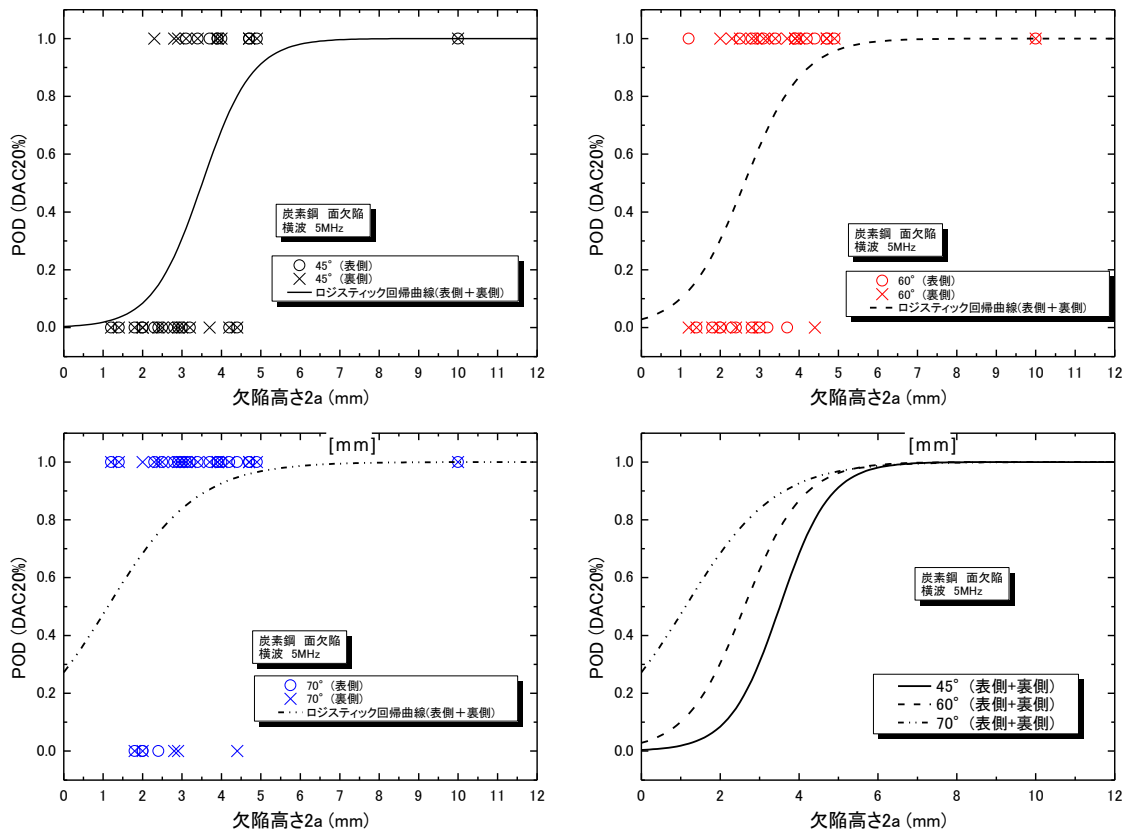 1.0
0.8
0.6
0.4
0.2
0.0
POD (DAC20%)
炭素鋼 面欠陥
横波 5MHz
45° (表側)
45° (裏側)
ロジスティック回帰曲線(表側＋裏側)
0 1 2 3 4 5 6 7 8 9 10 11 12
欠陥高さ2a (mm)
1.0
0.8
0.6
0.4
0.2
0.0
POD (DAC20%)
炭素鋼 面欠陥
横波 5MHz
60° (表側)
60° (裏側)
ロジスティック回帰曲線(表側＋裏側)
0 1 2 3 4 5 6 7 8 9 10 11 12
欠陥高さ2a (mm)
[mm]
1.0
0.8
0.6
0.4
0.2
0.0
POD (DAC20%)
炭素鋼 面欠陥
横波 5MHz
70° (表側)
70° (裏側)
ロジスティック回帰曲線(表側＋裏側)
0 1 2 3 4 5 6 7 8 9 10 11 12
欠陥高さ2a (mm)
[mm]
1.0
0.8
0.6
0.4
0.2
0.0
POD (DAC20%)
炭素鋼 面欠陥
横波 5MHz
45° (表側+裏側)
60° (表側+裏側)
70° (表側+裏側)
0 2 4 6 8 10 12
欠陥高さ2a (mm)